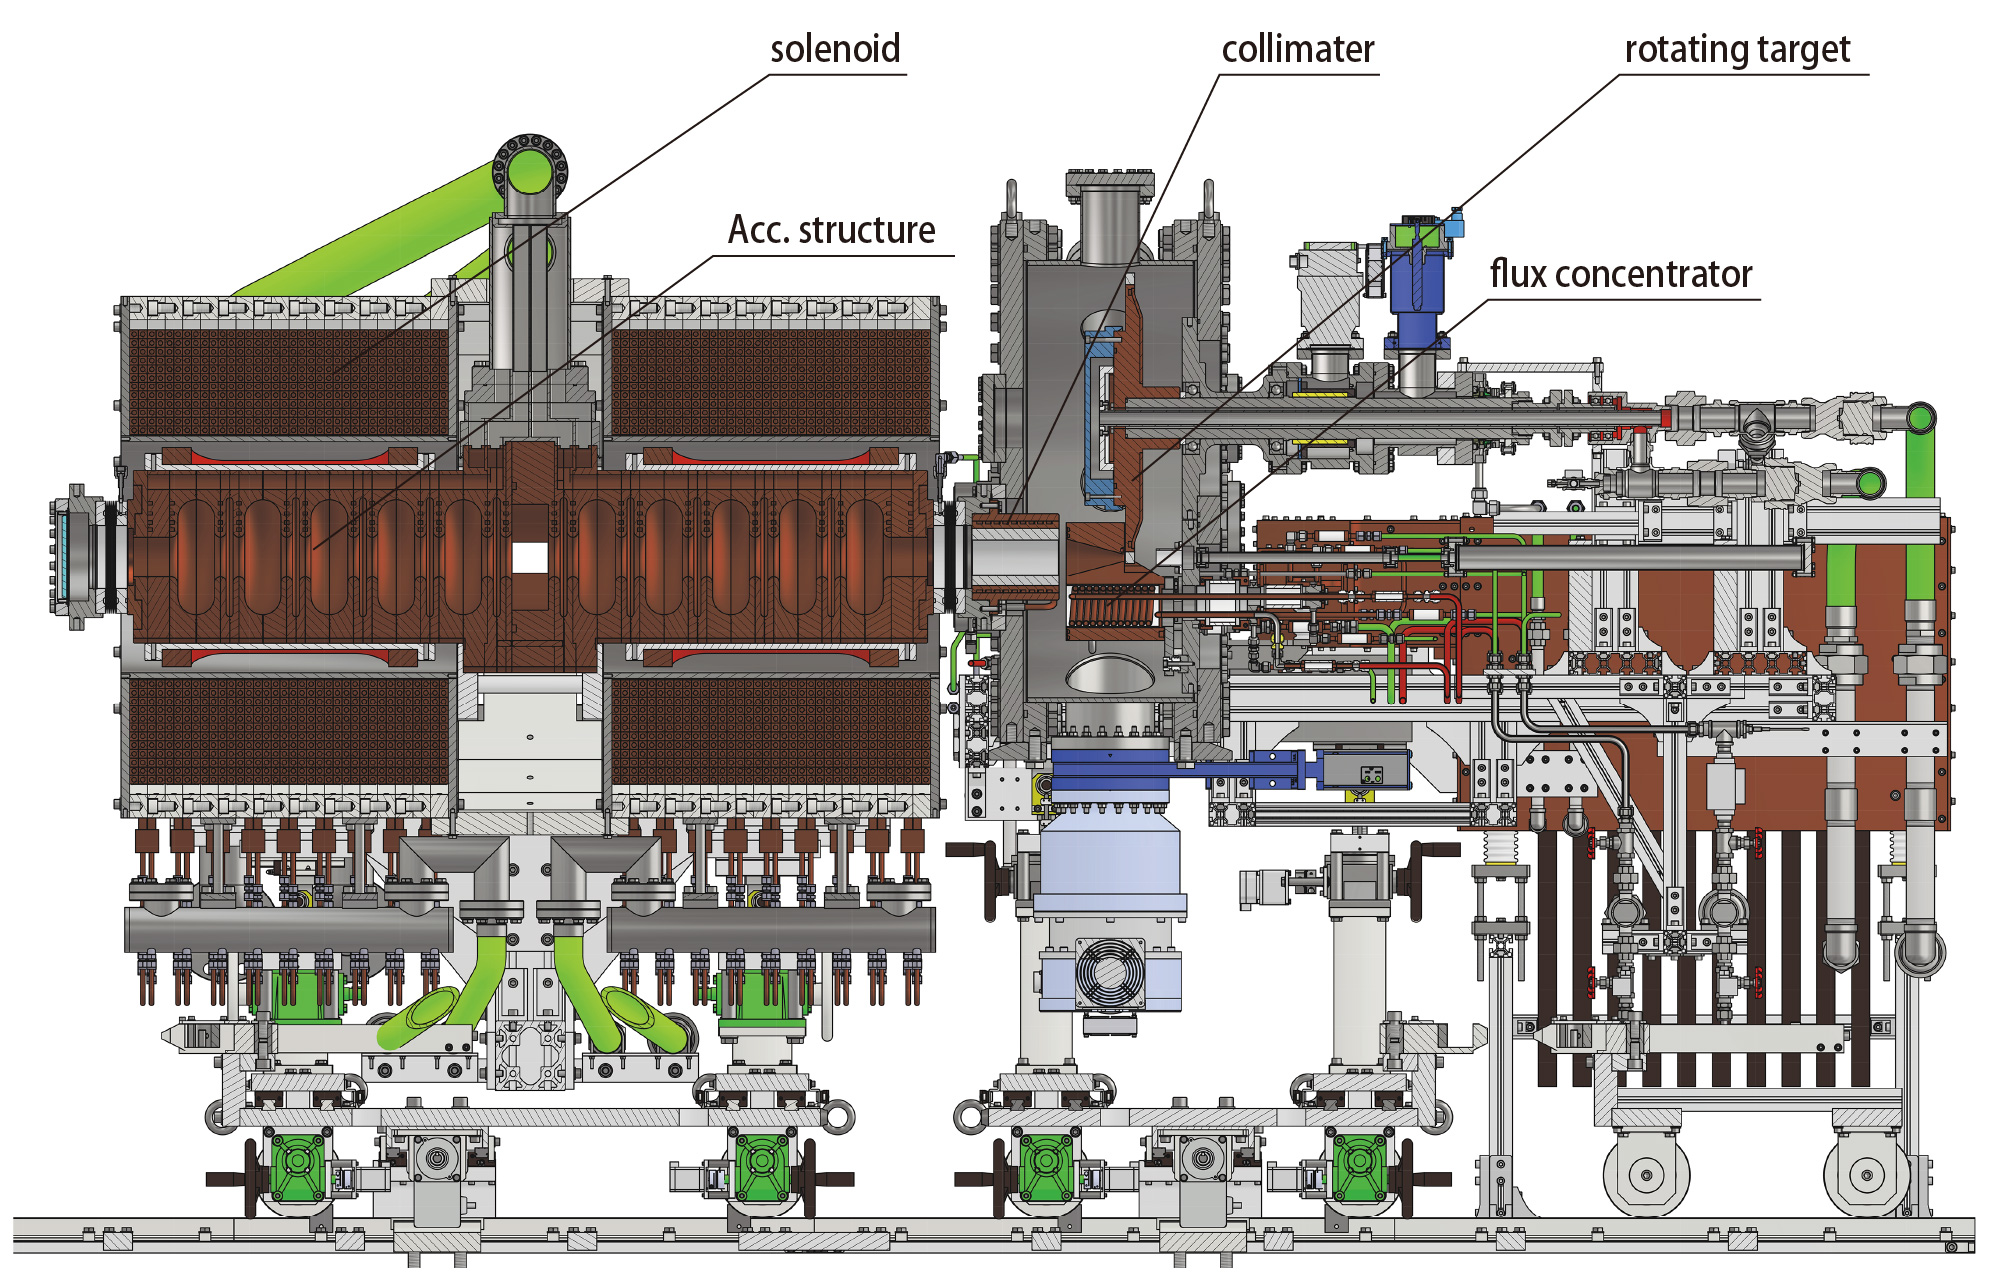 solenoid
collimater
rotating target
Acc. structure
flux concentrator